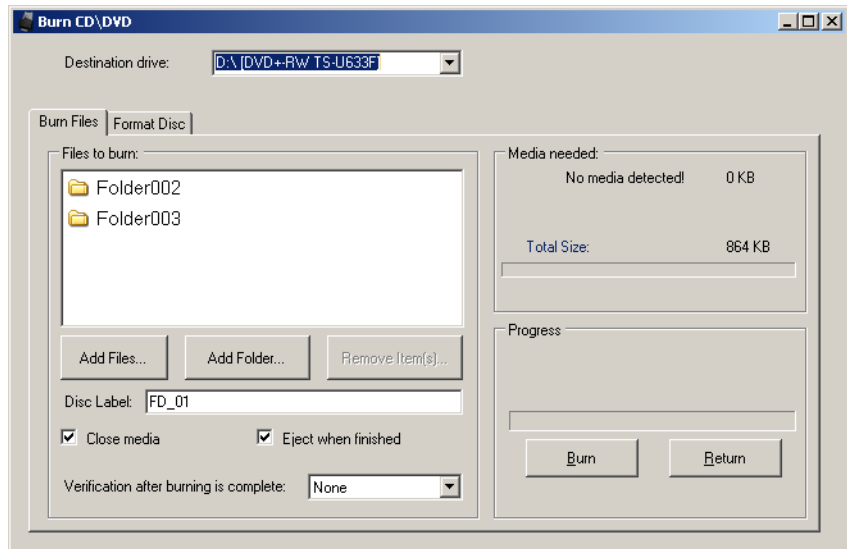 Burn CD\DVD
Destination drive: D:\ [DVD+-RW TS-U633F]
Burn Files Format Disc
Files to burn:
Folder002
Folder003
Add Files... Add Folder... Remove Item(s)...
Disc Label: FD_01
Close media Eject when finished
Verification after burning is complete: None
Media needed:
No media detected! 0 KB
Total Size: 864 KB
Progress
Burn Return